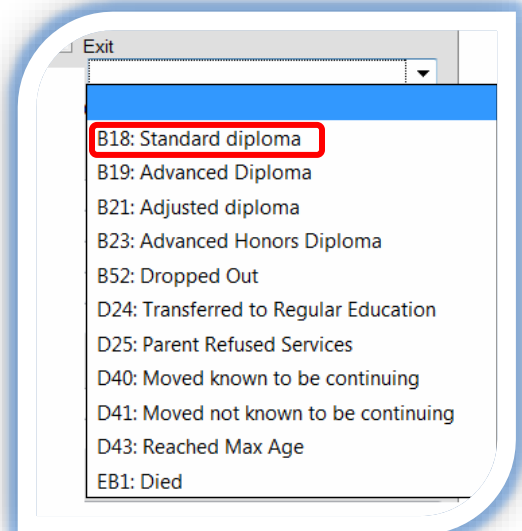 Exit
B18: Standard diploma
B19: Advanced Diploma
B21: Adjusted diploma
B23: Advanced Honors Diploma
B52: Dropped Out
D24: Transferred to Regular Education
D25: Parent Refused Services
D40: Moved known to be continuing
D41: Moved not known to be continuing
D43: Reached Max Age
EB1: Died